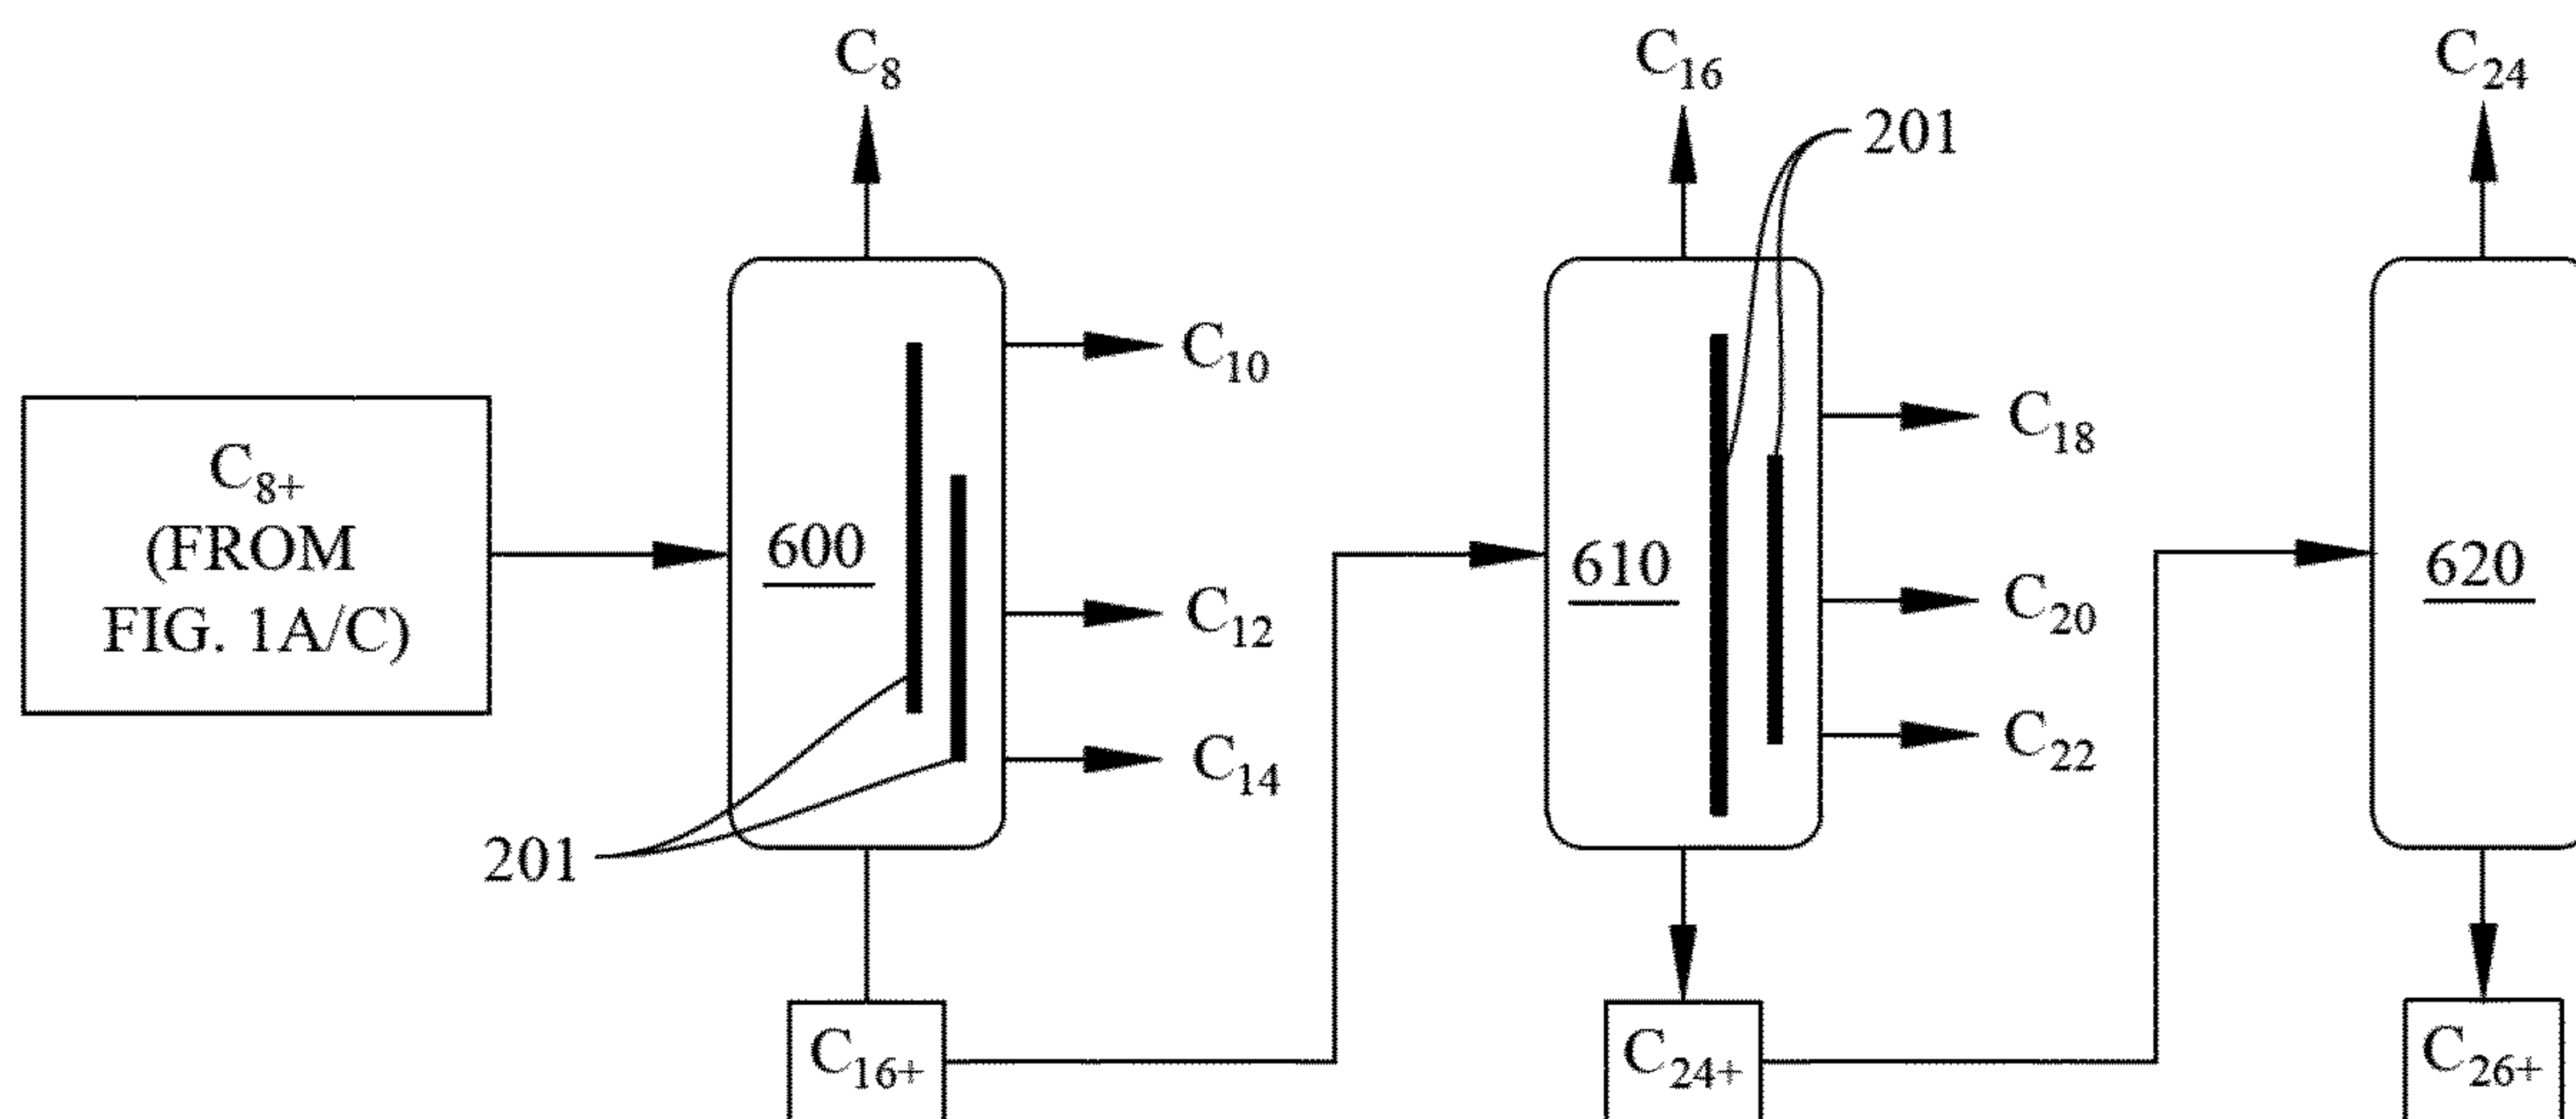 C₈
C₁₆
C₂₄
201
C₁₀
C₈₊
(FROM
FIG. 1A/C)
600
C₁₂
C₁₄
201
610
C₁₈
C₂₀
C₂₂
620
C₁₆₊
C₂₄₊
C₂₆₊